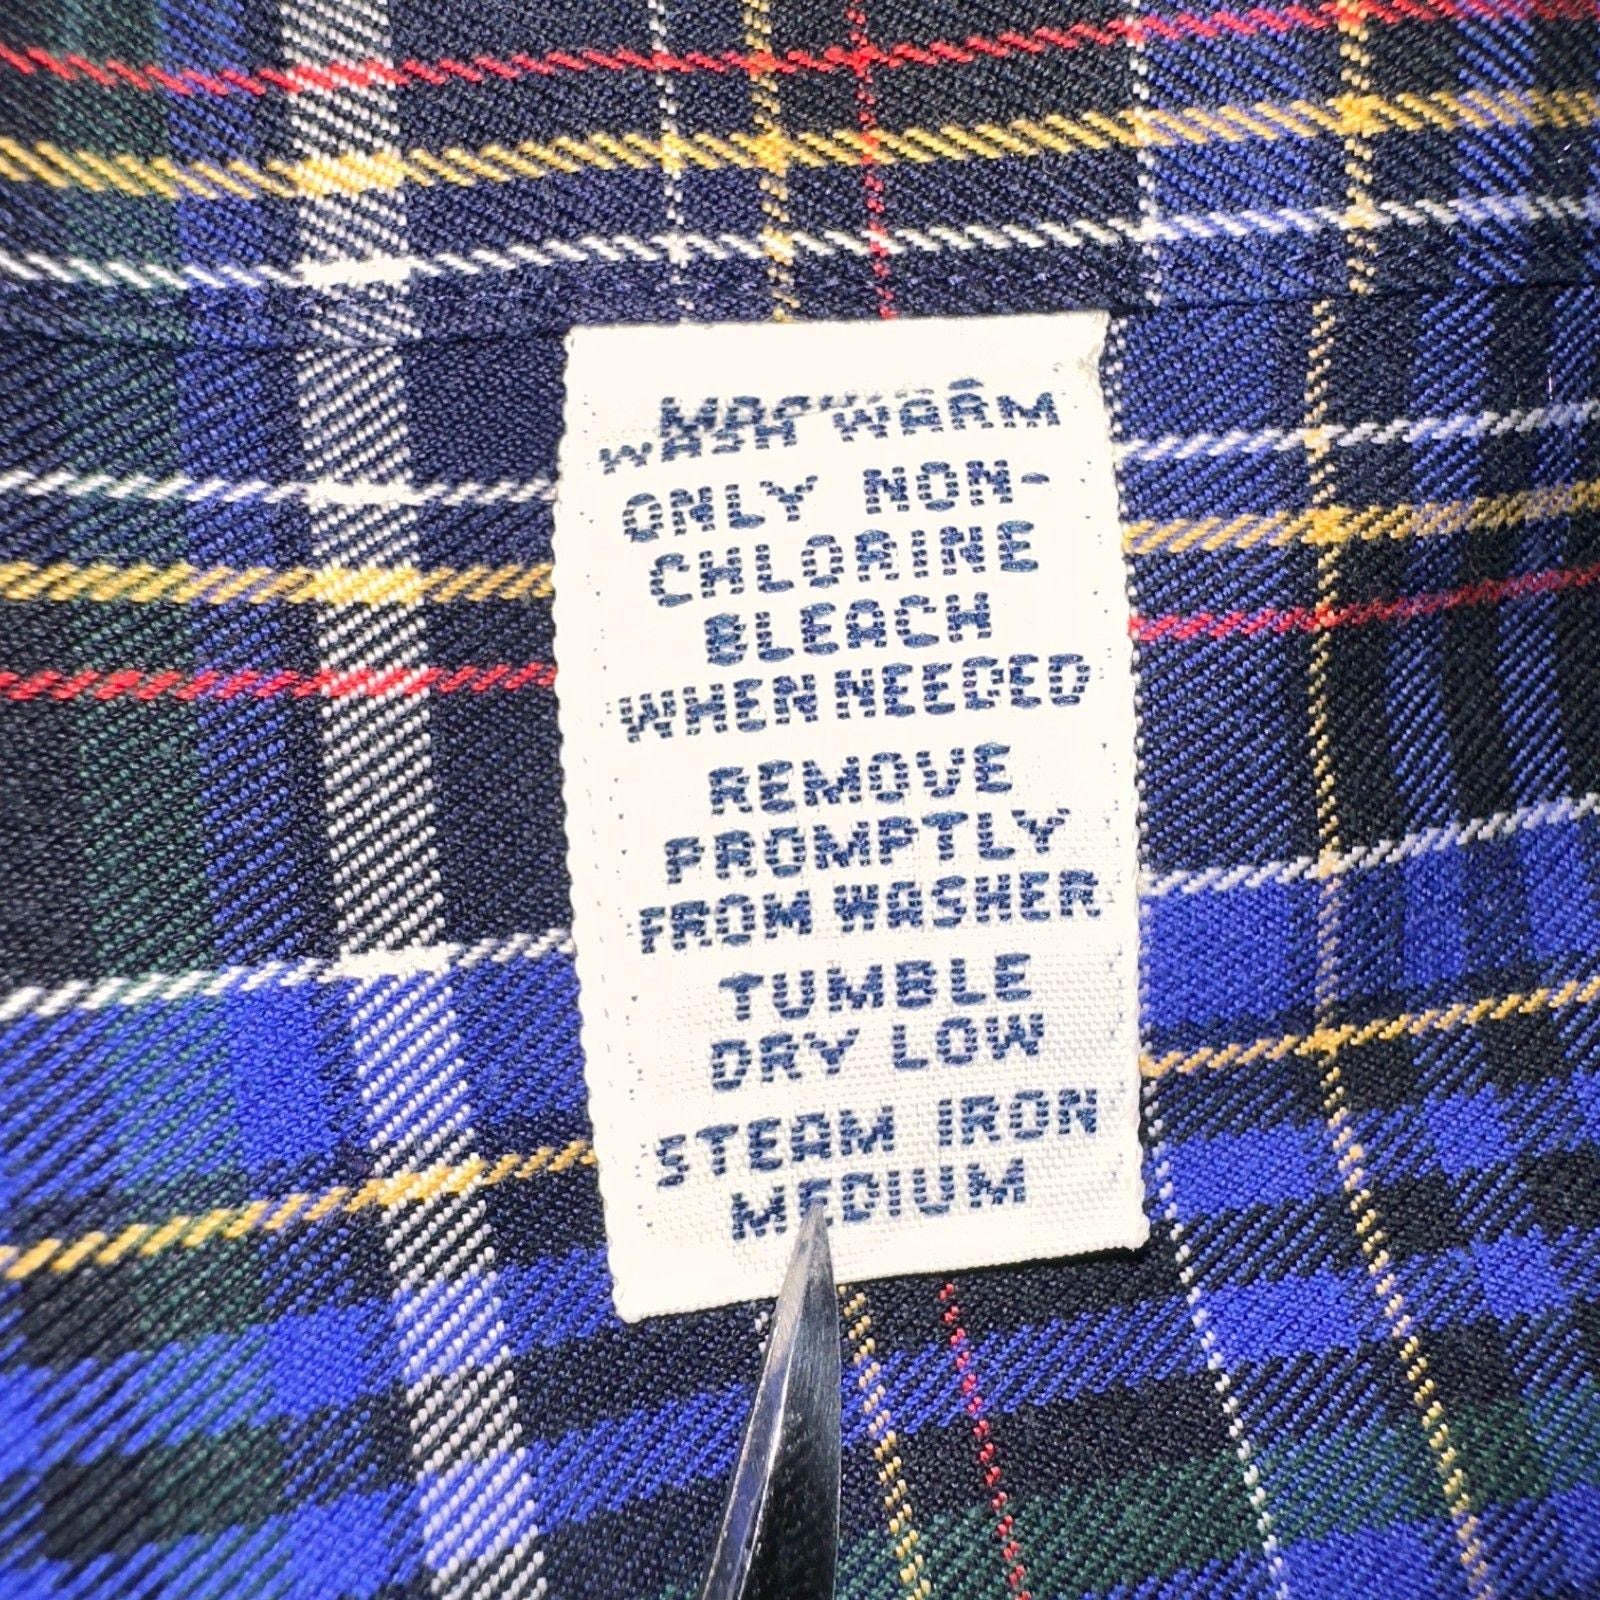 WASH WARM
ONLY NON-
CHLORINE
BLEACH
WHEN NEEDED
REMOVE
PROMPTLY
FROM WASHER
TUMBLE
DRY LOW
STEAM IRON
MEDIUM